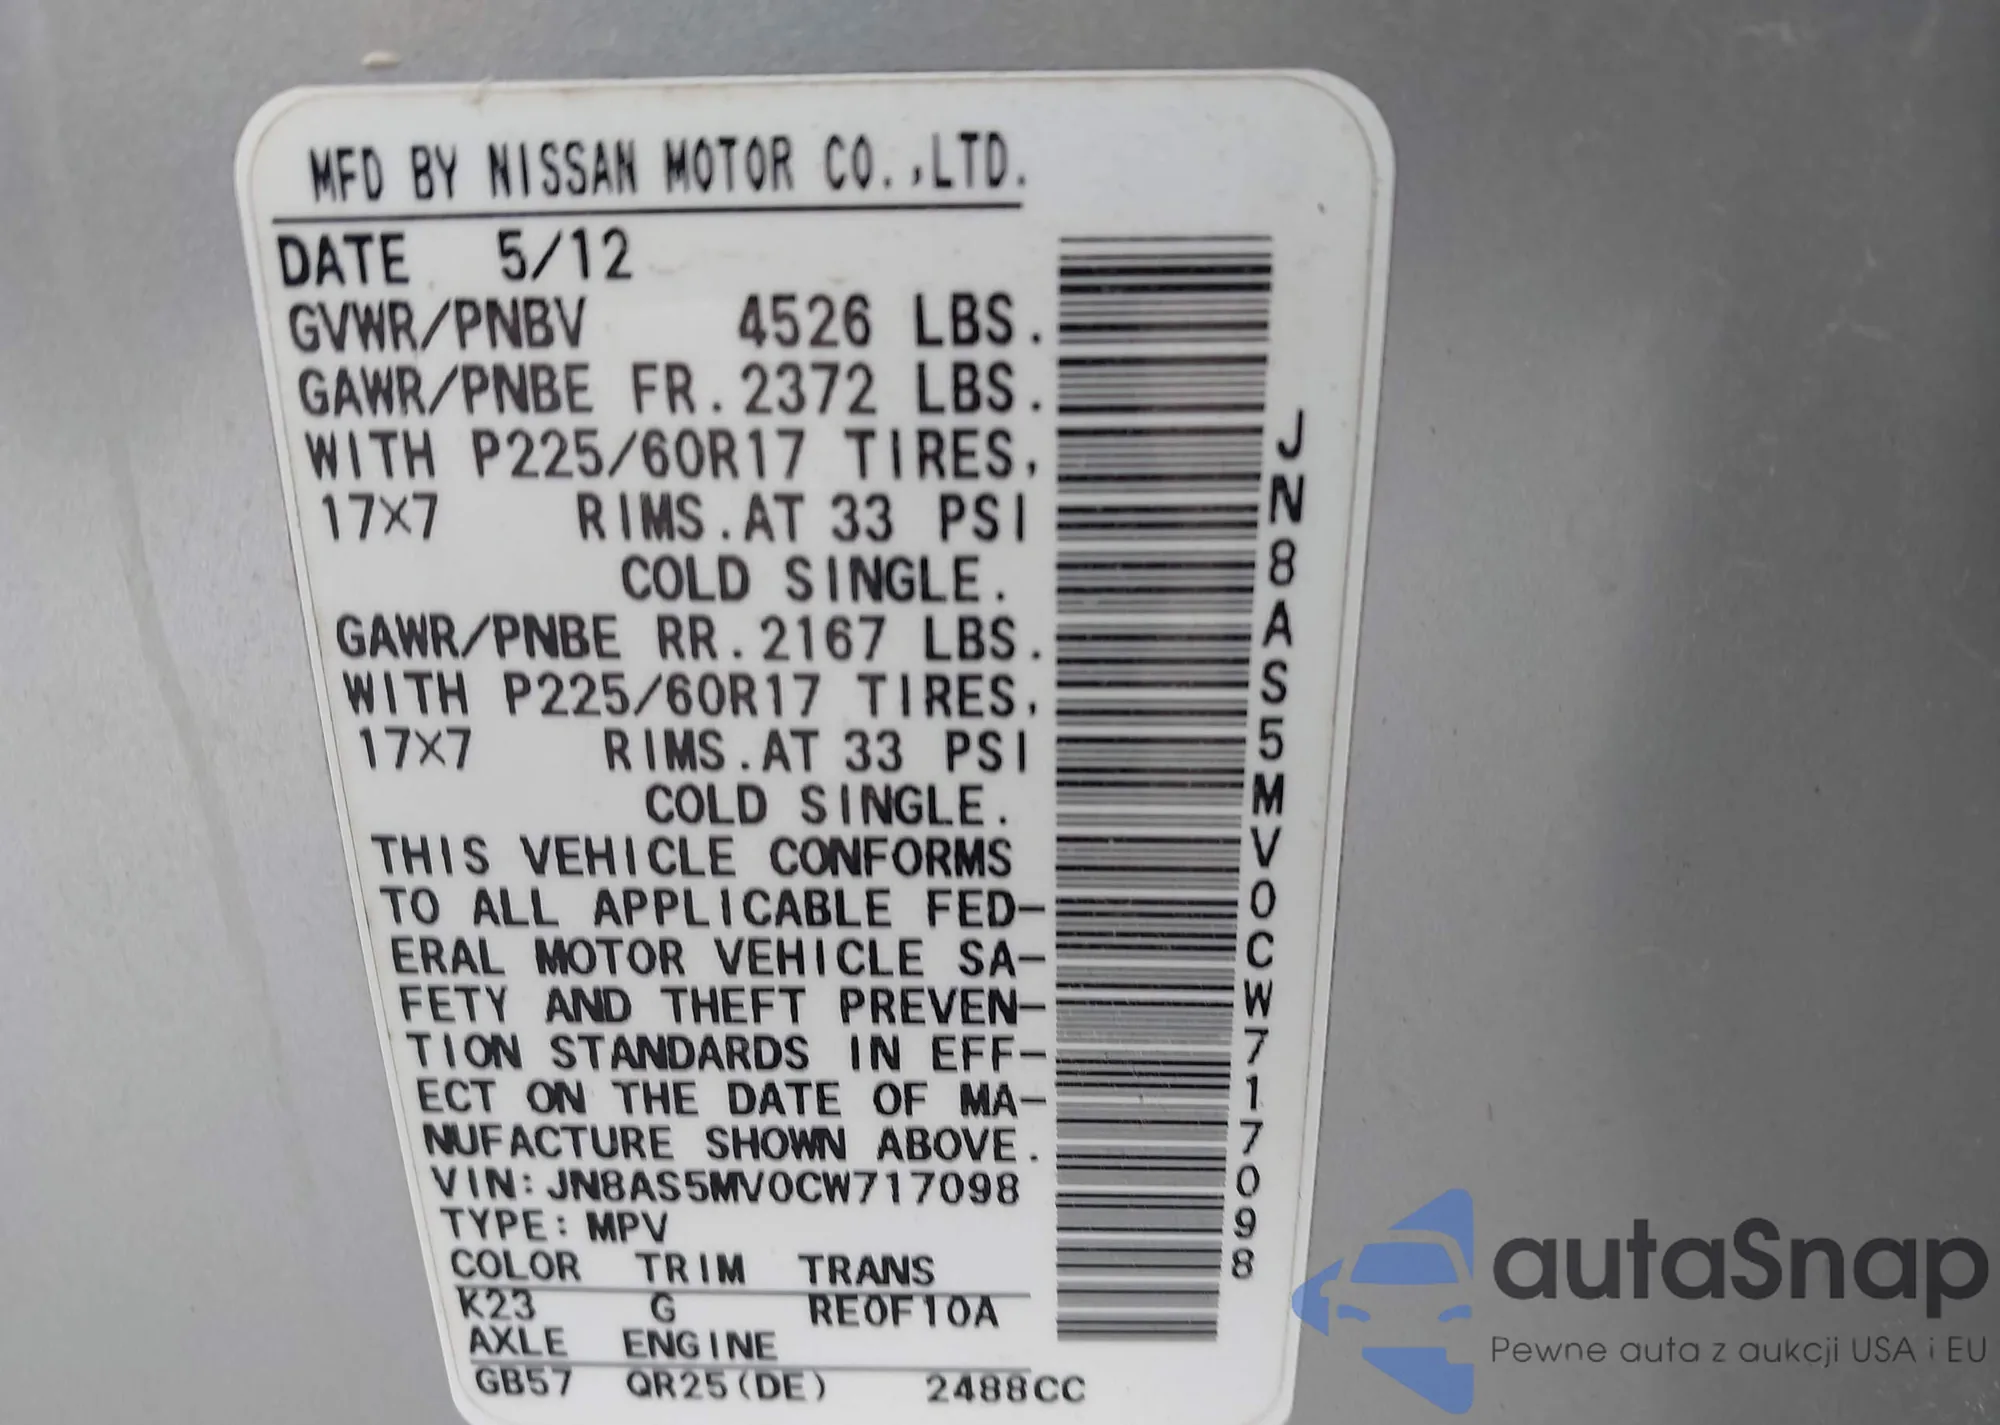 MFD BY NISSAN MOTOR CO.,LTD.
DATE 5/12
GVWR/PNBV 4526 LBS.
GAWR/PNBE FR.2372 LBS.
WITH P225/60R17 TIRES,
17X7 RIMS.AT 33 PSI
COLD SINGLE.
GAWR/PNBE RR.2167 LBS.
WITH P225/60R17 TIRES,
17X7 RIMS.AT 33 PSI
COLD SINGLE.
THIS VEHICLE CONFORMS
TO ALL APPLICABLE FED-
ERAL MOTOR VEHICLE SA-
FETY AND THEFT PREVEN-
TION STANDARDS IN EFF-
ECT ON THE DATE OF MA-
NUFACTURE SHOWN ABOVE.
VIN:JN8AS5MV0CW717098
TYPE:MPV
COLOR TRIM TRANS
K23 G RE0F10A
AXLE ENGINE
GB57 QR25(DE) 2488CC
JN8AS5MV0CW717098
autaSnap
Pewne auta z aukcji USA i EU